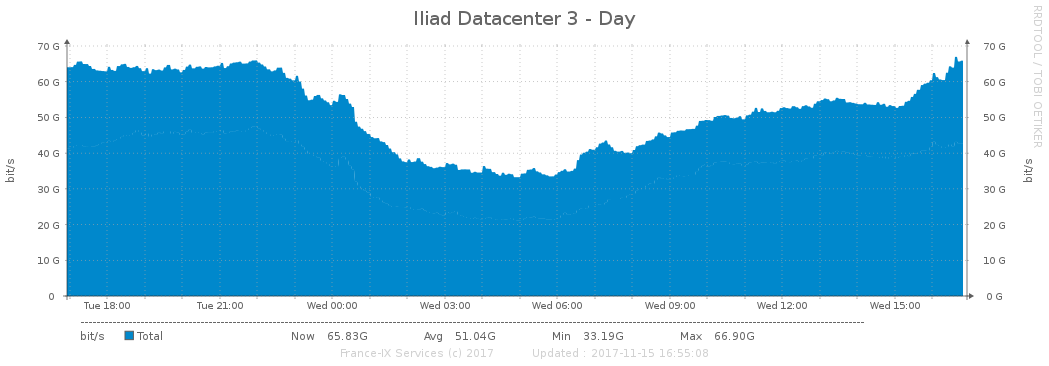 Iliad Datacenter 3 - Day
RRDTOOL / TOBI OETIKER
70 G 70 G
60 G 60 G
50 G 50 G
40 G 40 G
bit/s bit/s
30 G 30 G
20 G 20 G
10 G 10 G
0 0 G
Tue 18:00 Tue 21:00 Wed 00:00 Wed 03:00 Wed 06:00 Wed 09:00 Wed 12:00 Wed 15:00
bit/s Total Now 65.83G Avg 51.04G Min 33.19G Max 66.90G
France-IX Services (c) 2017 Updated : 2017-11-15 16:55:08